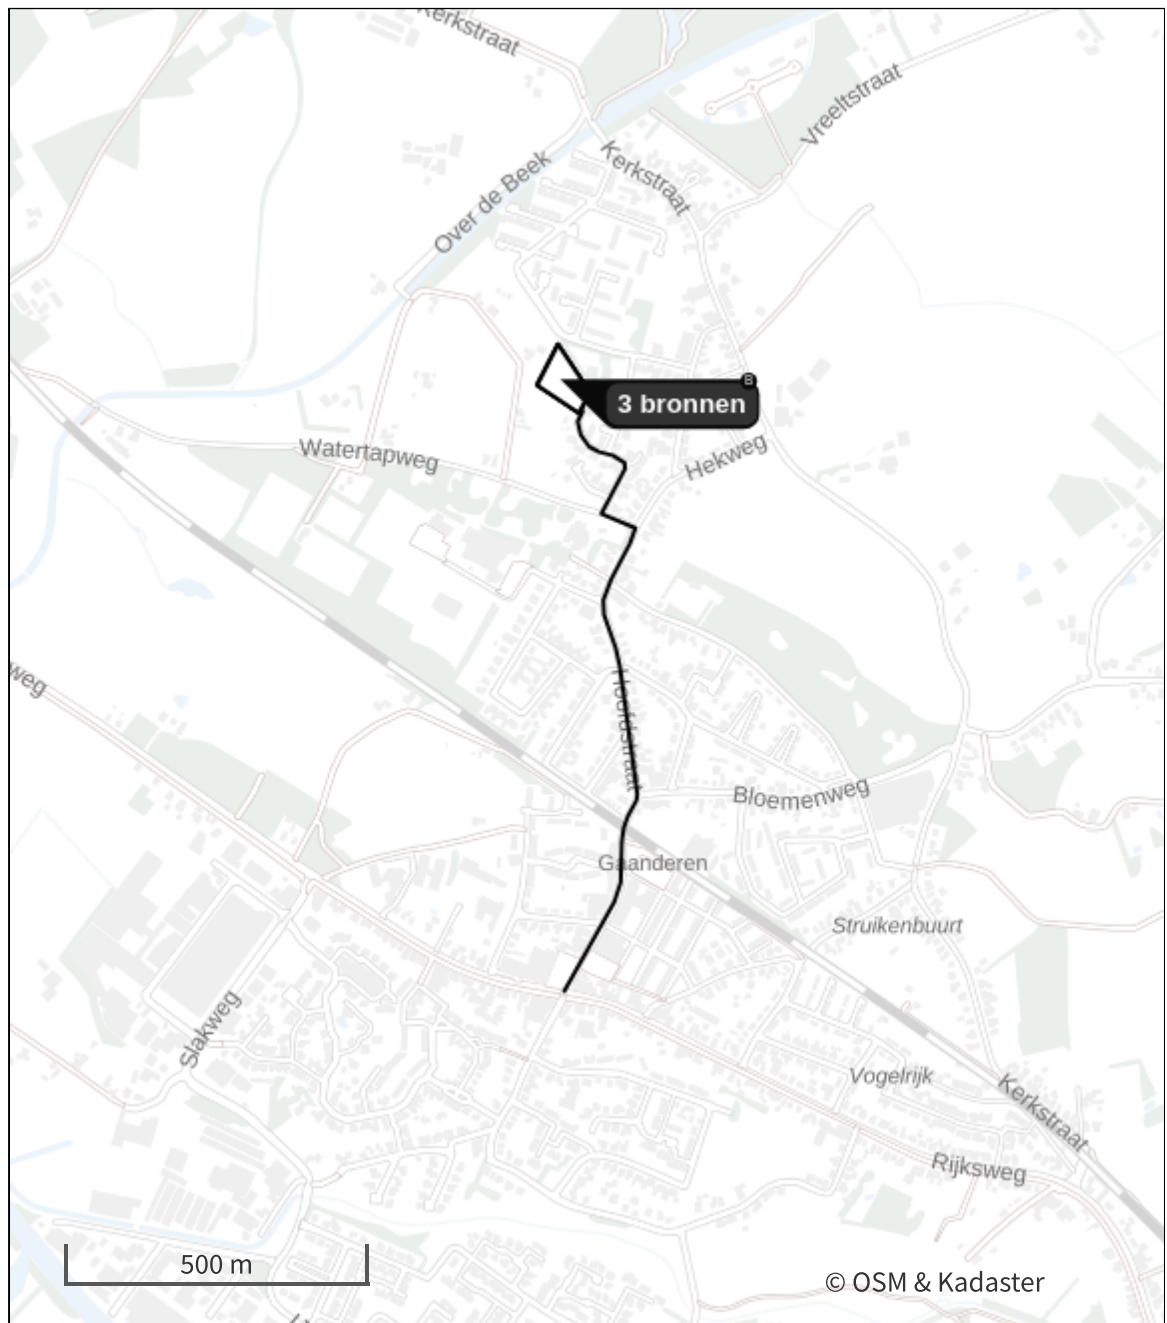 Kerkstraat
Vreeltstraat
Kerkstraat
Over de Beek
B
3 bronnen
Watertapweg
Hekweg
weg
Hoofdstraat
Bloemenweg
Gaanderen
Struikenbuurt
Slakweg
Vogelrijk
Kerkstraat
Rijksweg
500 m
© OSM & Kadaster